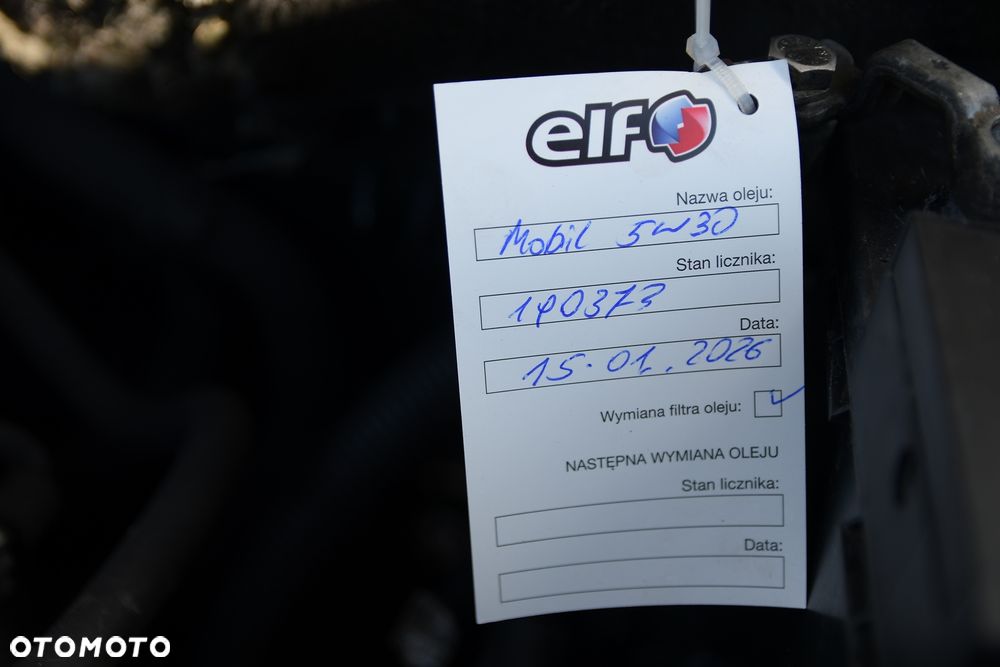 elf
Nazwa oleju:
Mobil 5W30
Stan licznika:
190373
Data:
15.01.2026
Wymiana filtra oleju:
NASTĘPNA WYMIANA OLEJU
Stan licznika:
Data:
OTOMOTO